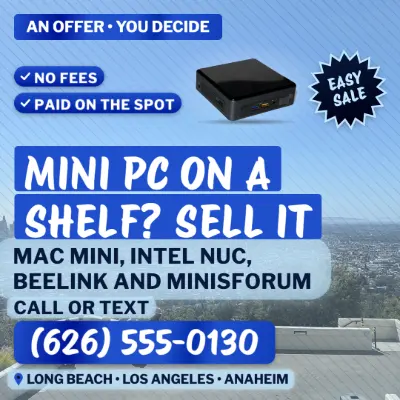 AN OFFER • YOU DECIDE
NO FEES
PAID ON THE SPOT
EASY
SALE
MINI PC ON A
SHELF? SELL IT
MAC MINI, INTEL NUC,
BEELINK AND MINISFORUM
CALL OR TEXT
(626) 555-0130
LONG BEACH • LOS ANGELES • ANAHEIM